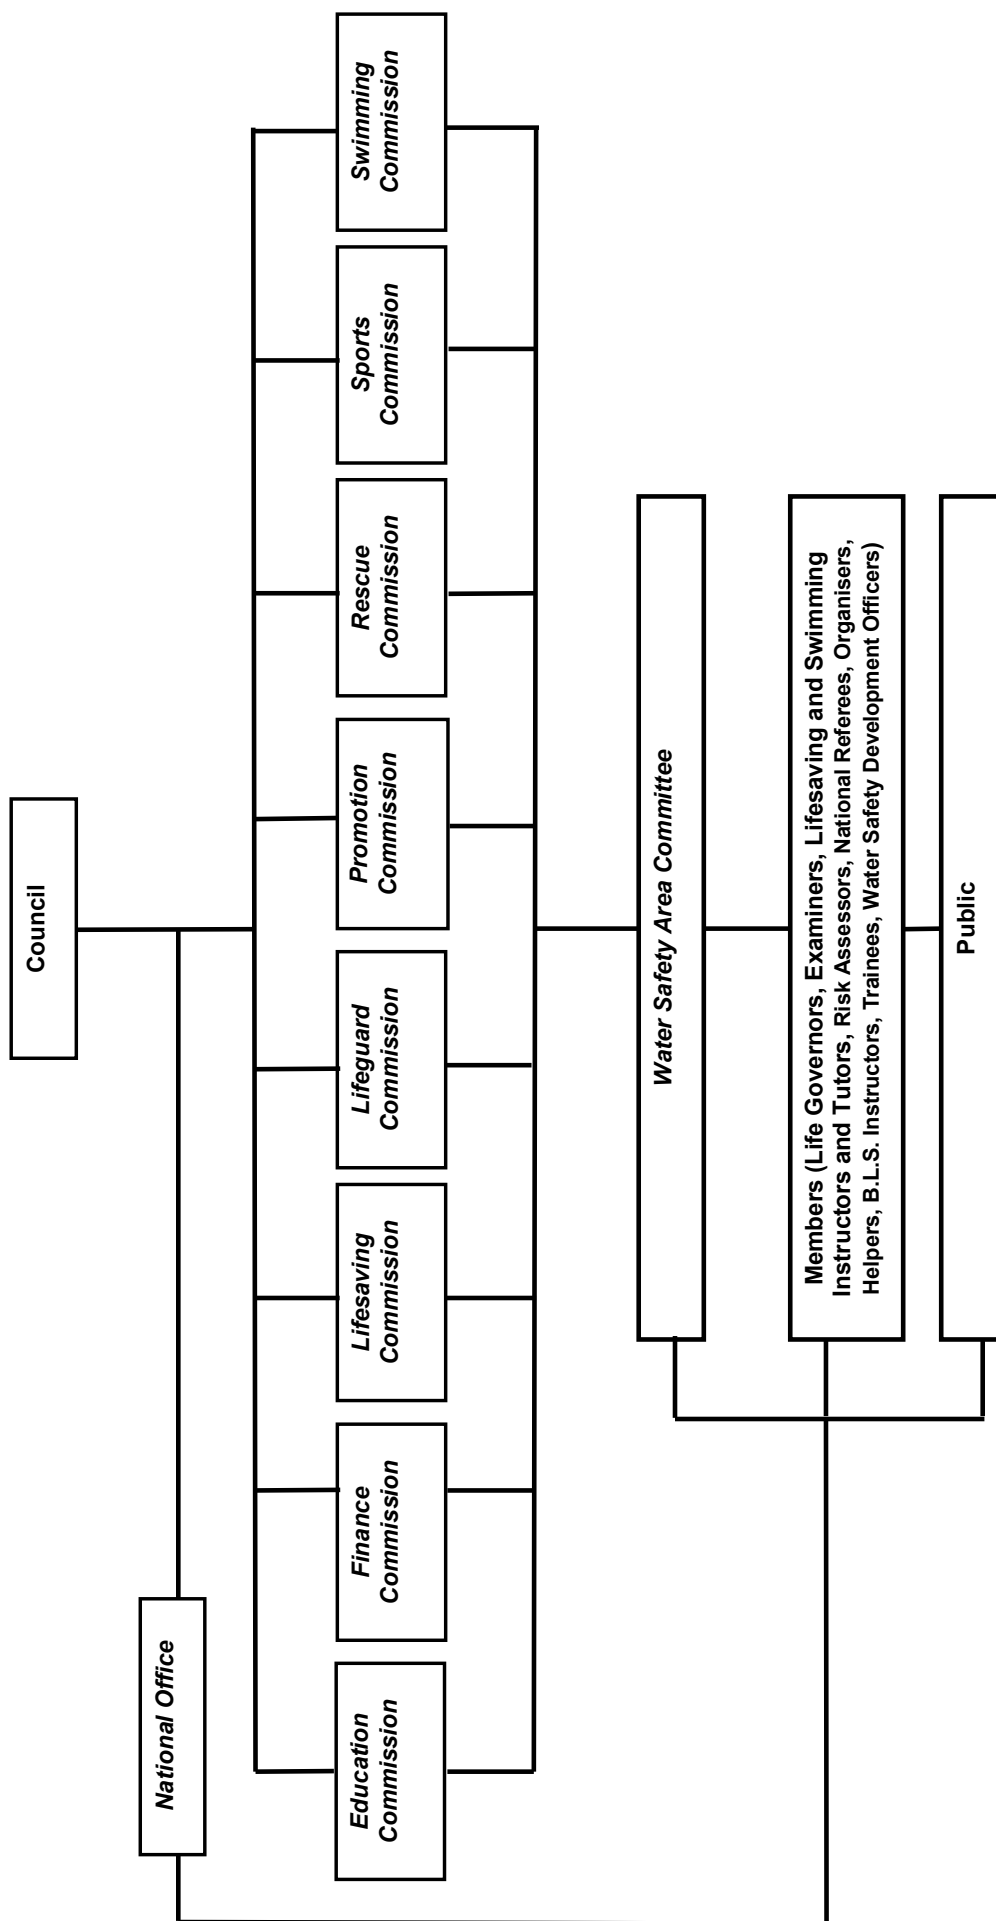 Council
National Office
Education
Commission
Finance
Commission
Lifesaving
Commission
Lifeguard
Commission
Promotion
Commission
Rescue
Commission
Sports
Commission
Swimming
Commission
Water Safety Area Committee
Members (Life Governors, Examiners, Lifesaving and Swimming
Instructors and Tutors, Risk Assessors, National Referees, Organisers,
Helpers, B.L.S. Instructors, Trainees, Water Safety Development Officers)
Public